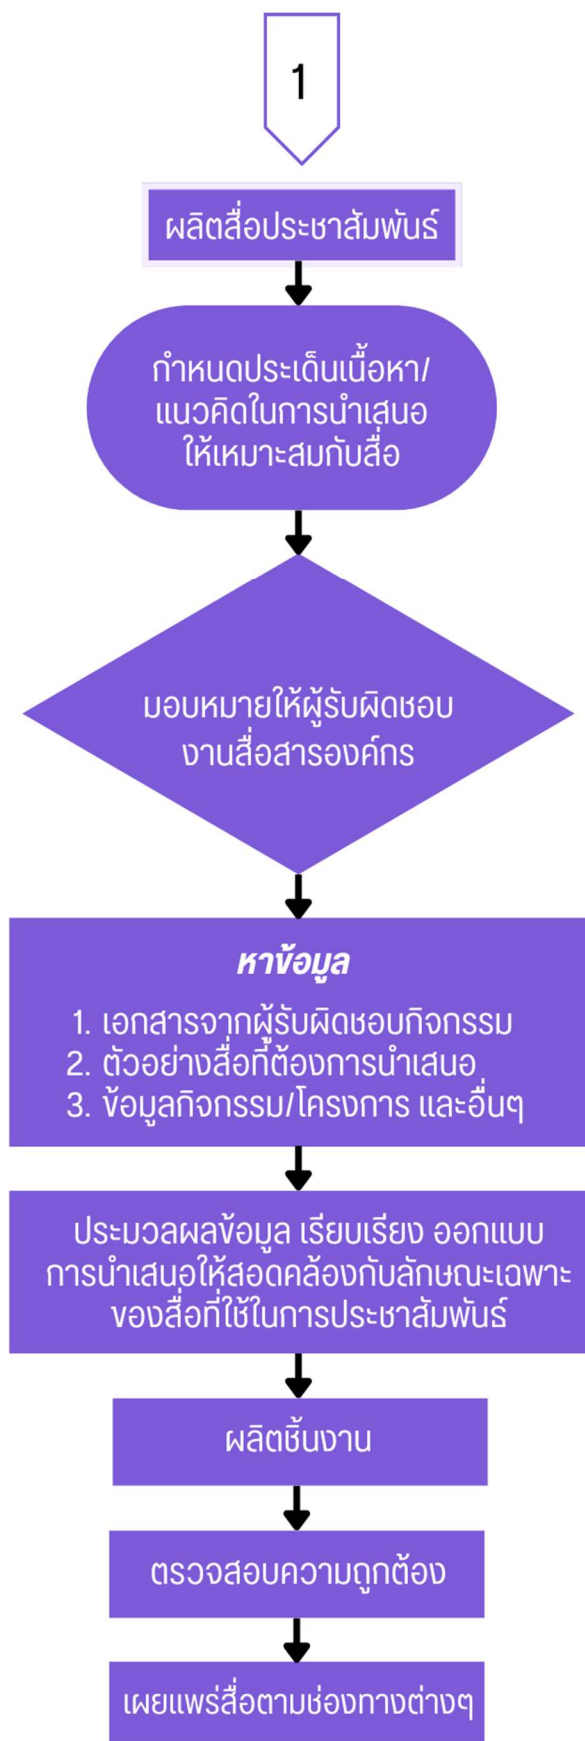 1
ผลิตสื่อประชาสัมพันธ์
กำหนดประเด็นเนื้อหา/
แนวคิดในการนำเสนอ
ให้เหมาะสมกับสื่อ
มอบหมายให้ผู้รับผิดชอบ
งานสื่อสารองค์กร
หาข้อมูล
1. เอกสารจากผู้รับผิดชอบกิจกรรม
2. ตัวอย่างสื่อที่ต้องการนำเสนอ
3. ข้อมูลกิจกรรม/โครงการ และอื่นๆ
ประมวลผลข้อมูล เรียบเรียง ออกแบบ
การนำเสนอให้สอดคล้องกับลักษณะเฉพาะ
ของสื่อที่ใช้ในการประชาสัมพันธ์
ผลิตชิ้นงาน
ตรวจสอบความถูกต้อง
เผยแพร่สื่อตามช่องทางต่างๆ